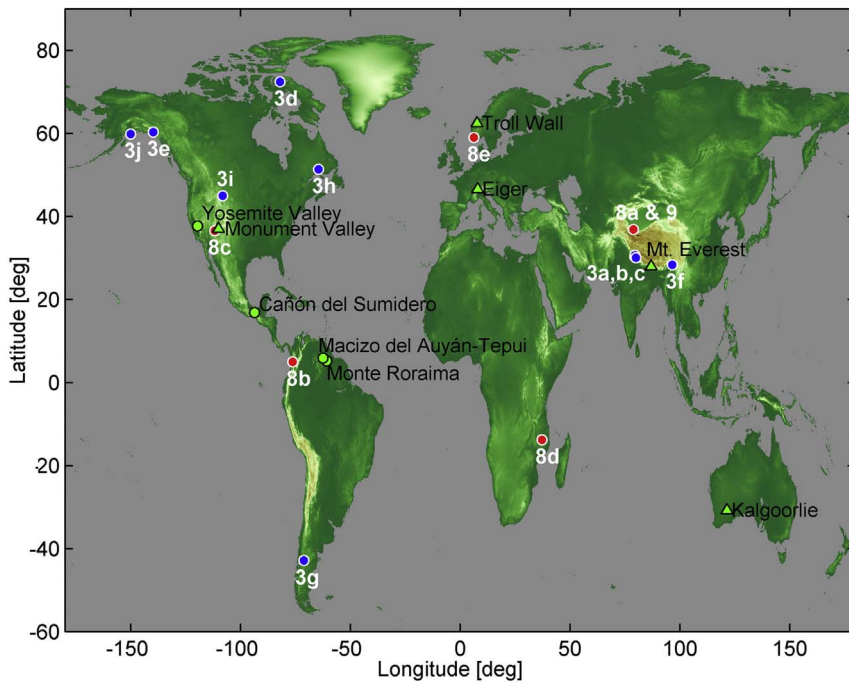 80
60
40
20
0
-20
-40
-60
Latitude [deg]
3d
Troll Wall
3j
3e
8e
3h
3i
Eiger
Yosemite Valley
8a & 9
Monument Valley
8c
Mt. Everest
3a,b,c
3f
Cañón del Sumidero
Macizo del Auyán-Tepui
8b
Monte Roraima
8d
Kalgoorlie
3g
-150
-100
-50
0
50
100
150
Longitude [deg]